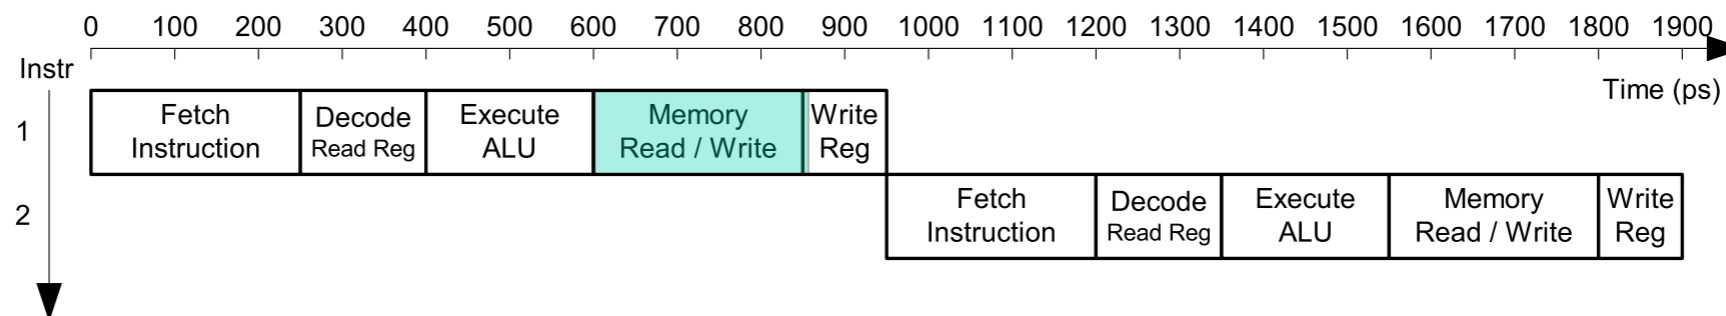 0 100 200 300 400 500 600 700 800 900 1000 1100 1200 1300 1400 1500 1600 1700 1800 1900
Instr
Time (ps)
1
Fetch
Instruction
Decode
Read Reg
Execute
ALU
Memory
Read / Write
Write
Reg
2
Fetch
Instruction
Decode
Read Reg
Execute
ALU
Memory
Read / Write
Write
Reg